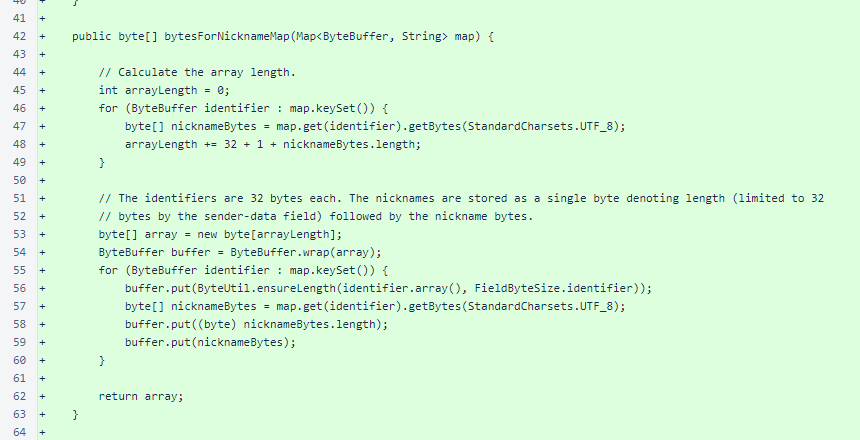 40 + }
41 +
42 + public byte[] bytesForNicknameMap(Map<ByteBuffer, String> map) {
43 +
44 + // Calculate the array length.
45 + int arrayLength = 0;
46 + for (ByteBuffer identifier : map.keySet()) {
47 + byte[] nicknameBytes = map.get(identifier).getBytes(StandardCharsets.UTF_8);
48 + arrayLength += 32 + 1 + nicknameBytes.length;
49 + }
50 +
51 + // The identifiers are 32 bytes each. The nicknames are stored as a single byte denoting length (limited to 32
52 + // bytes by the sender-data field) followed by the nickname bytes.
53 + byte[] array = new byte[arrayLength];
54 + ByteBuffer buffer = ByteBuffer.wrap(array);
55 + for (ByteBuffer identifier : map.keySet()) {
56 + buffer.put(ByteUtil.ensureLength(identifier.array(), FieldByteSize.identifier));
57 + byte[] nicknameBytes = map.get(identifier).getBytes(StandardCharsets.UTF_8);
58 + buffer.put((byte) nicknameBytes.length);
59 + buffer.put(nicknameBytes);
60 + }
61 +
62 + return array;
63 + }
64 +